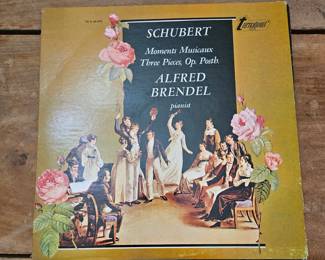 SCHUBERT
Moments Musicaux
Three Pieces, Op. Posth.
ALFRED
BRENDEL
pianist
Turnabout